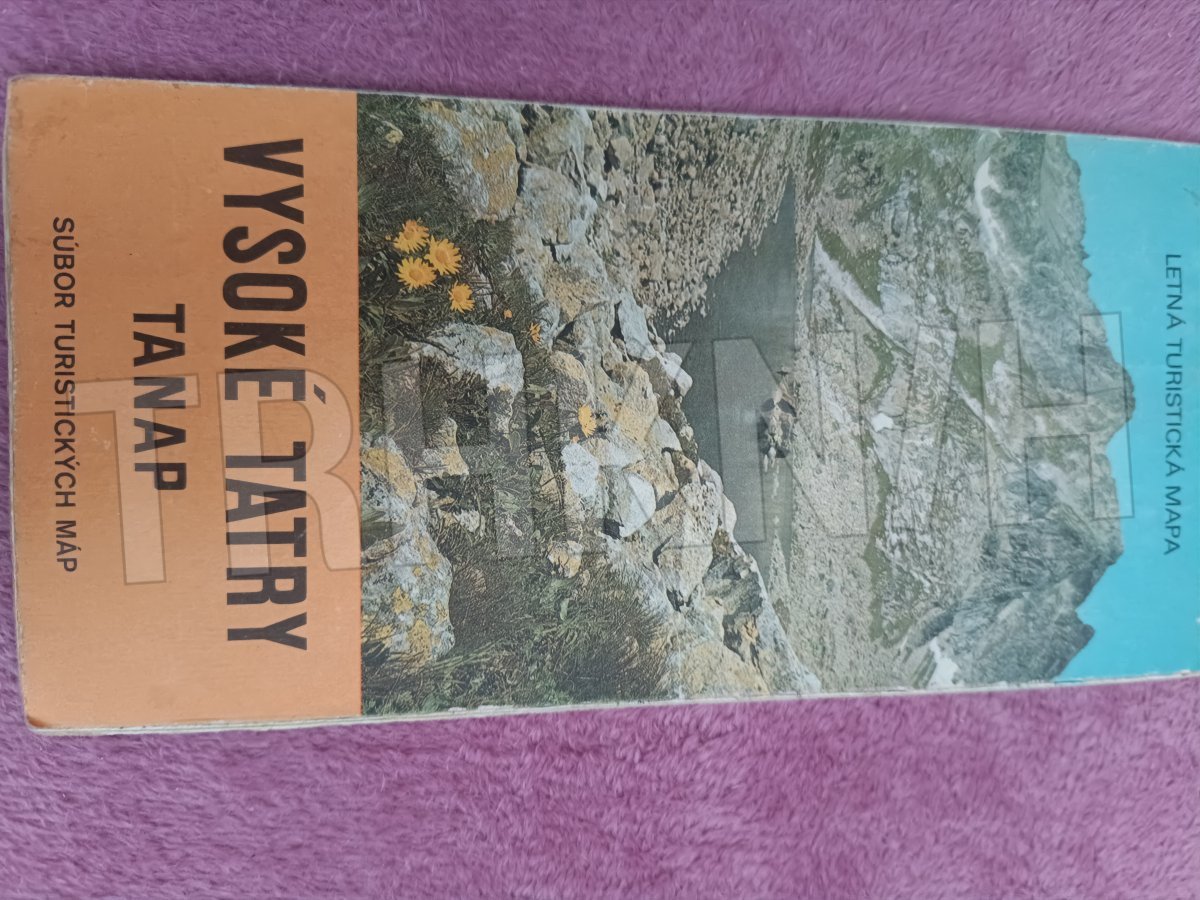 LETNÁ TURISTICKÁ MAPA
VYSOKÉ TATRY
TANAP
SÚBOR TURISTICKÝCH MÁP